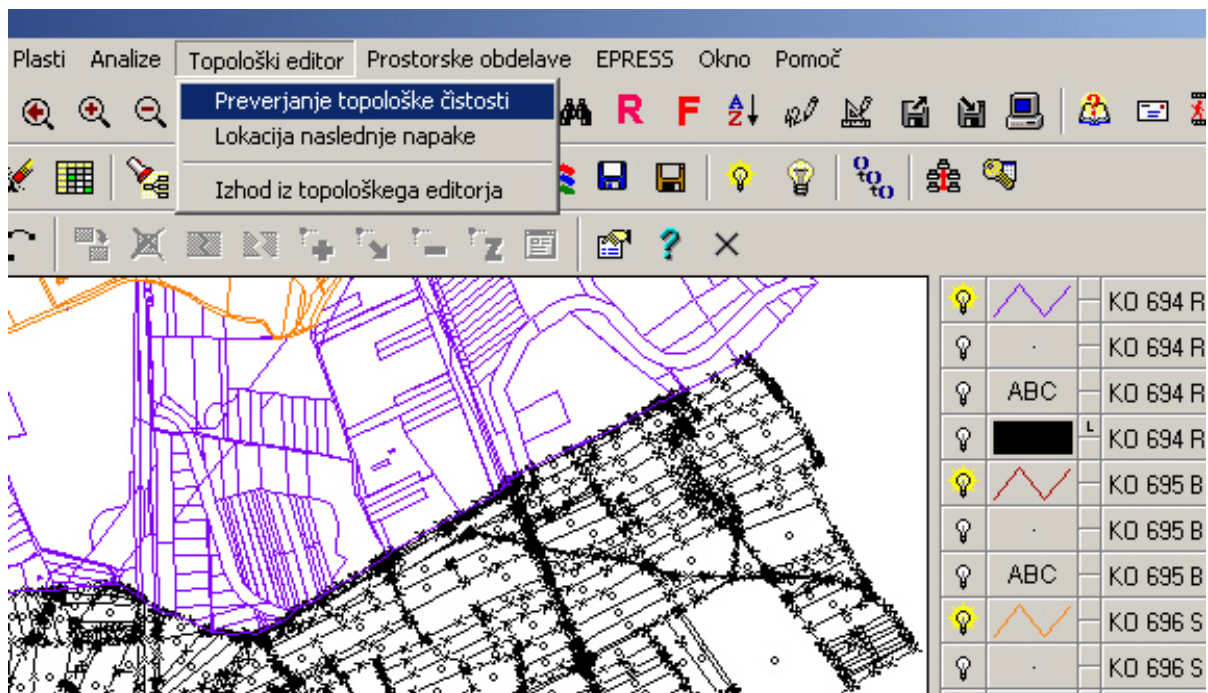 Plasti Analize Topološki editor Prostorske obdelave EPRESS Okno Pomoč
Preverjanje topološke čistosti
Lokacija naslednje napake
Izhod iz topološkega editorja
R F A Z
z
?
KO 694 R
KO 694 R
ABC KO 694 R
L KO 694 R
KO 695 B
KO 695 B
ABC KO 695 B
KO 696 S
KO 696 S